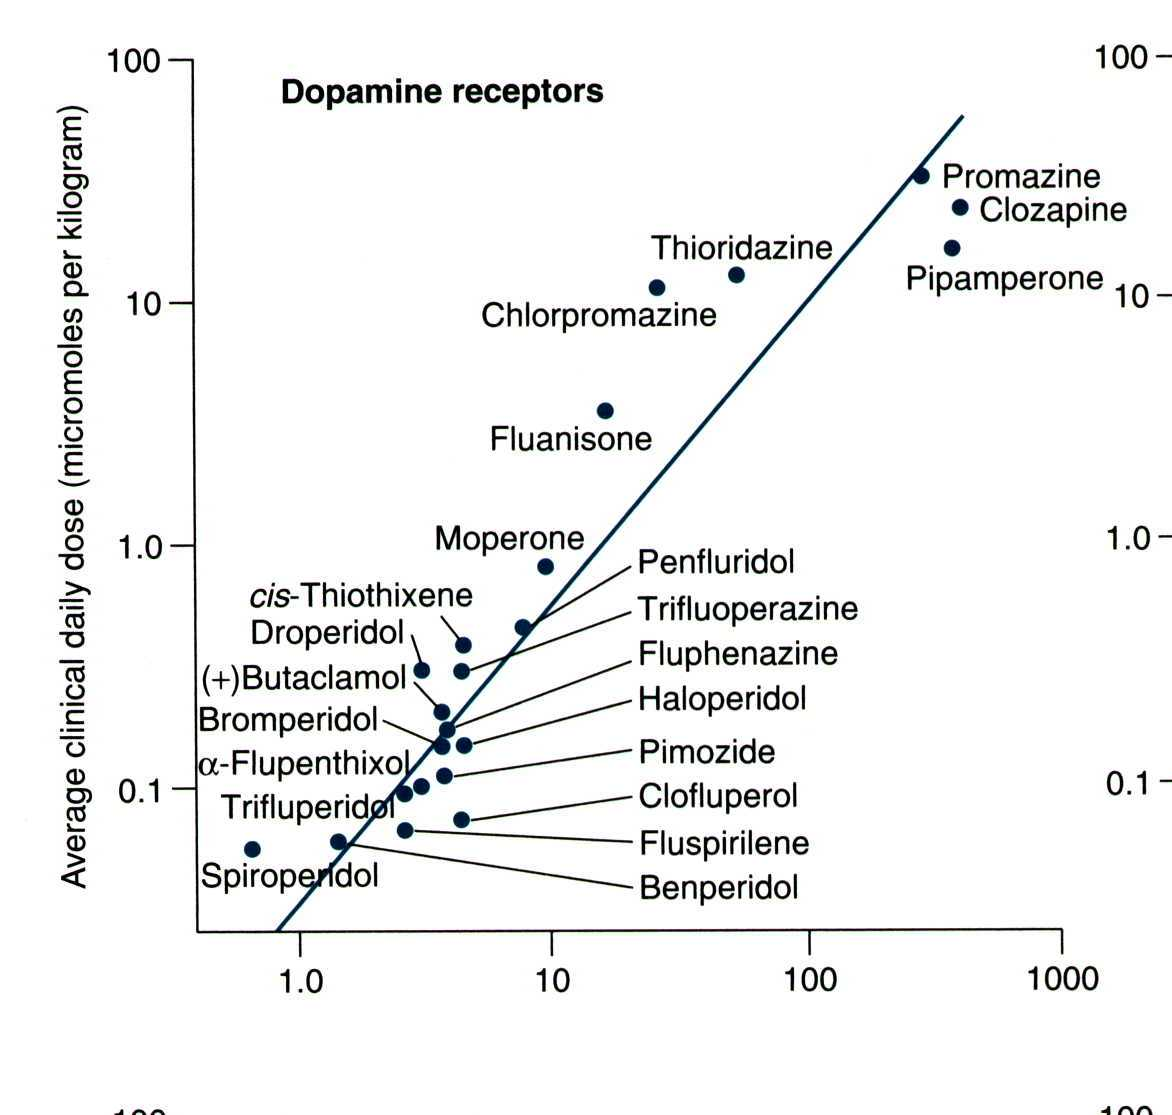 100
100
Dopamine receptors
Average clinical daily dose (micromoles per kilogram)
Promazine
Clozapine
Thioridazine
Pipamperone
10
10
Chlorpromazine
Fluanisone
Moperone
1.0
1.0
Penfluridol
cis-Thiothixene
Trifluoperazine
Droperidol
Fluphenazine
(+)Butaclamol
Haloperidol
Bromperidol
Pimozide
α-Flupenthixol
0.1
0.1
Clofluperol
Trifluperidol
Fluspirilene
Spiroperidol
Benperidol
1.0
10
100
1000